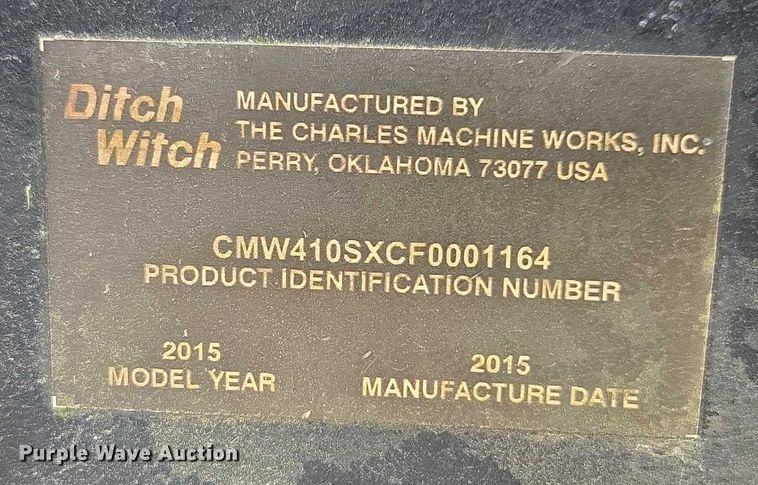 Ditch
Witch
MANUFACTURED BY
THE CHARLES MACHINE WORKS, INC.
PERRY, OKLAHOMA 73077 USA
CMW410SXCF0001164
PRODUCT IDENTIFICATION NUMBER
2015
MODEL YEAR
2015
MANUFACTURE DATE
Purple Wave Auction